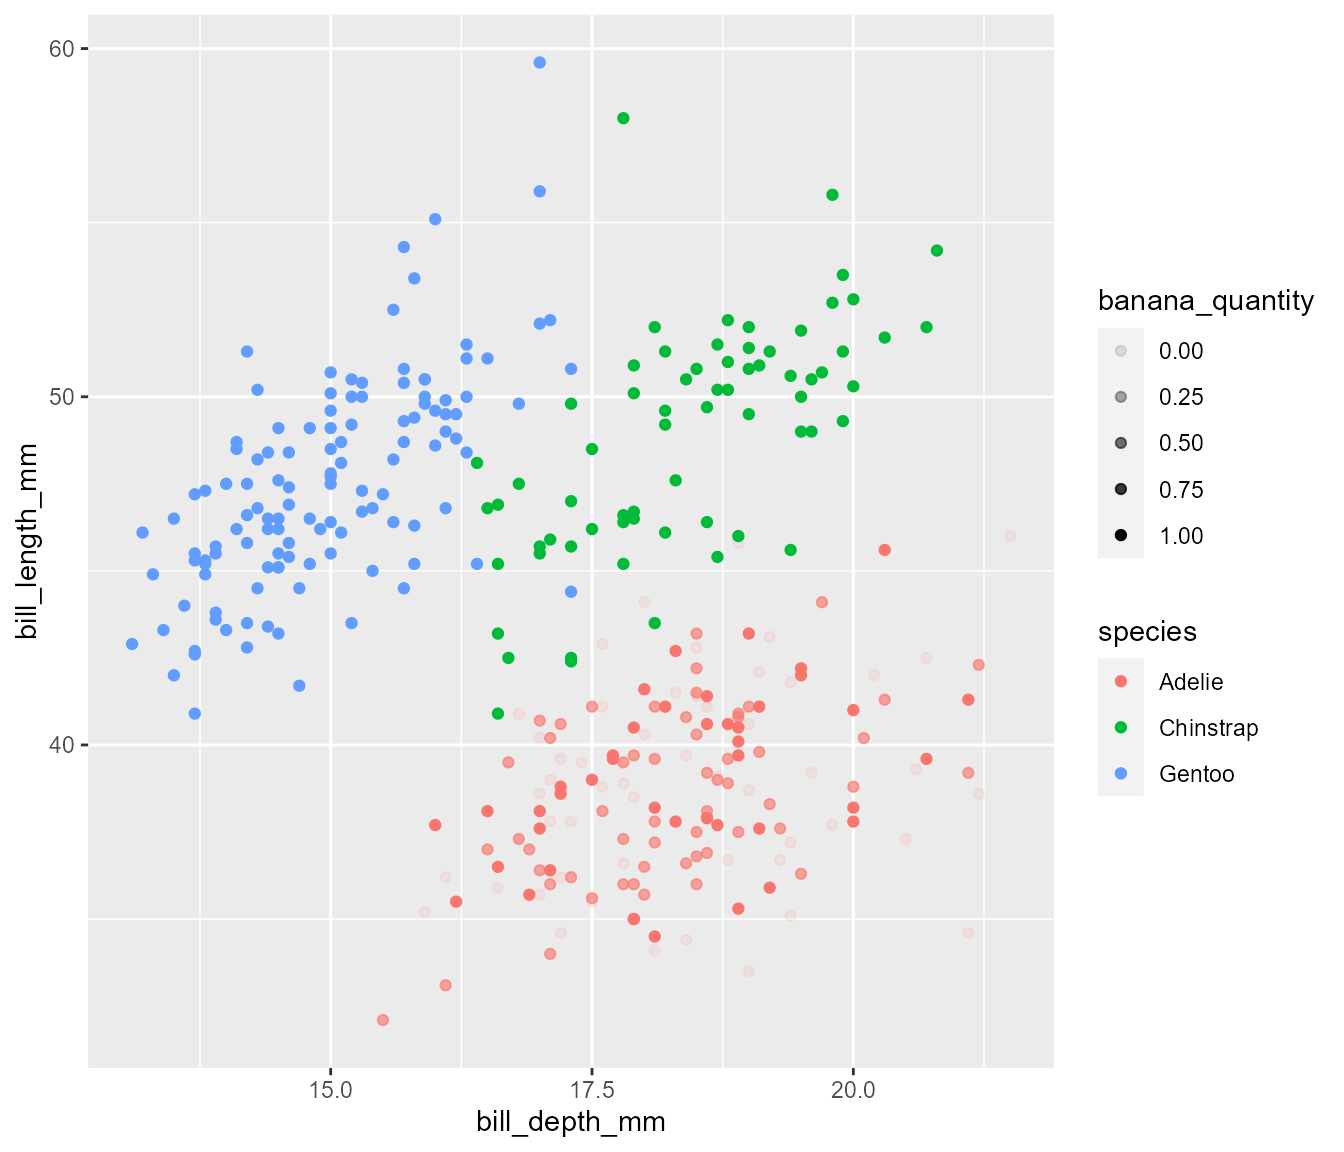 60
50
40
15.0
17.5
20.0
bill_depth_mm
bill_length_mm
banana_quantity
0.00
0.25
0.50
0.75
1.00
species
Adelie
Chinstrap
Gentoo